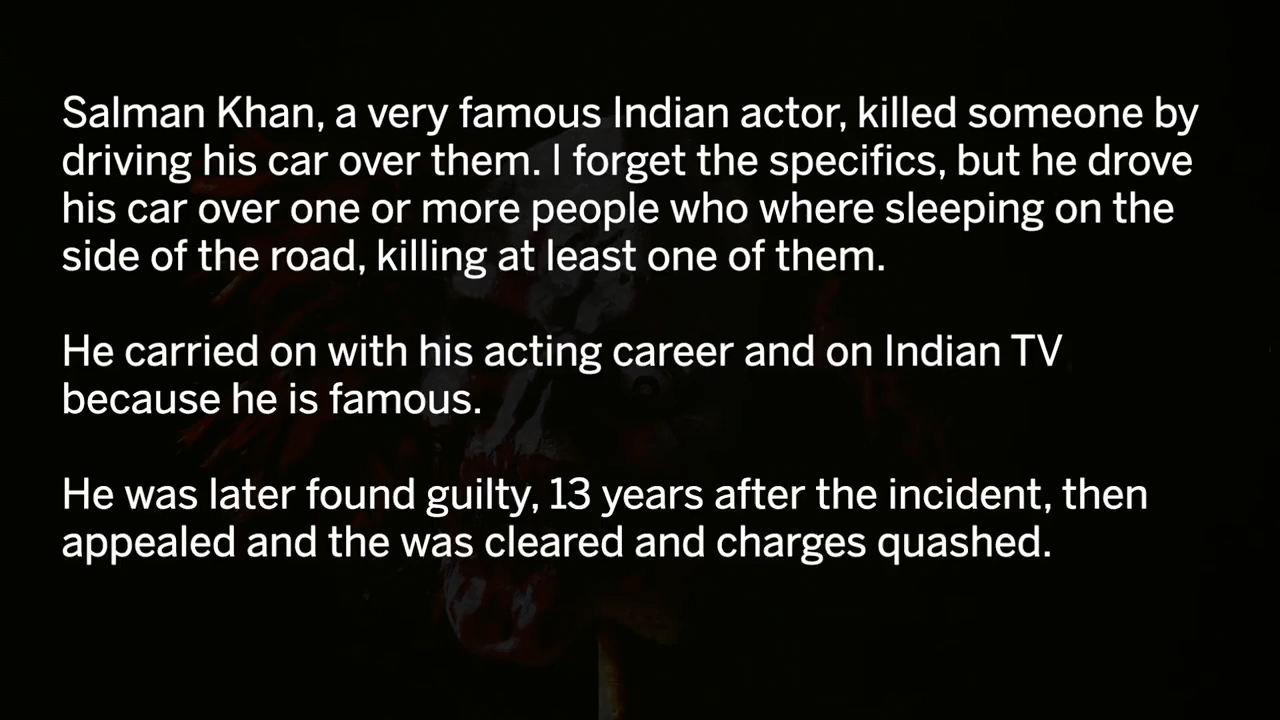 Salman Khan, a very famous Indian actor, killed someone by
driving his car over them. I forget the specifics, but he drove
his car over one or more people who where sleeping on the
side of the road, killing at least one of them.
He carried on with his acting career and on Indian TV
because he is famous.
He was later found guilty, 13 years after the incident, then
appealed and the was cleared and charges quashed.